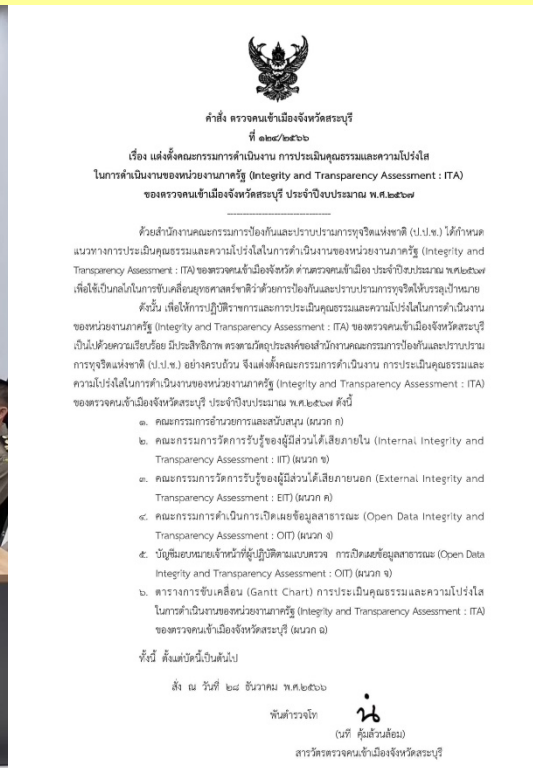 คำสั่ง ตรวจคนเข้าเมืองจังหวัดสระบุรี
ที่ ๑๒๔/๒๕๖๖
เรื่อง แต่งตั้งคณะกรรมการดำเนินงาน การประเมินคุณธรรมและความโปร่งใส
ในการดำเนินงานของหน่วยงานภาครัฐ (Integrity and Transparency Assessment : ITA)
ของตรวจคนเข้าเมืองจังหวัดสระบุรี ประจำปีงบประมาณ พ.ศ.๒๕๖๗
ด้วยสำนักงานคณะกรรมการป้องกันและปราบปรามการทุจริตแห่งชาติ (ป.ป.ช.) ได้กำหนด
แนวทางการประเมินคุณธรรมและความโปร่งใสในการดำเนินงานของหน่วยงานภาครัฐ (Integrity and
Transparency Assessment : ITA) ของตรวจคนเข้าเมืองจังหวัด ด่านตรวจคนเข้าเมือง ประจำปีงบประมาณ พ.ศ.๒๕๖๗
เพื่อใช้เป็นกลไกในการขับเคลื่อนยุทธศาสตร์ชาติว่าด้วยการป้องกันและปราบปรามการทุจริตให้บรรลุเป้าหมาย
ดังนั้น เพื่อให้การปฏิบัติราชการและการประเมินคุณธรรมและความโปร่งใสในการดำเนินงาน
ของหน่วยงานภาครัฐ (Integrity and Transparency Assessment : ITA) ของตรวจคนเข้าเมืองจังหวัดสระบุรี
เป็นไปด้วยความเรียบร้อย มีประสิทธิภาพ ตรงตามวัตถุประสงค์ของสำนักงานคณะกรรมการป้องกันและปราบปราม
การทุจริตแห่งชาติ (ป.ป.ช.) อย่างครบถ้วน จึงแต่งตั้งคณะกรรมการดำเนินงาน การประเมินคุณธรรมและ
ความโปร่งใสในการดำเนินงานของหน่วยงานภาครัฐ (Integrity and Transparency Assessment : ITA)
ของตรวจคนเข้าเมืองจังหวัดสระบุรี ประจำปีงบประมาณ พ.ศ.๒๕๖๗ ดังนี้
๑. คณะกรรมการอำนวยการและสนับสนุน (ผนวก ก)
๒. คณะกรรมการวัดการรับรู้ของผู้มีส่วนได้เสียภายใน (Internal Integrity and
Transparency Assessment : IIT) (ผนวก ข)
๓. คณะกรรมการวัดการรับรู้ของผู้มีส่วนได้เสียภายนอก (External Integrity and
Transparency Assessment : EIT) (ผนวก ค)
๔. คณะกรรมการดำเนินการเปิดเผยข้อมูลสาธารณะ (Open Data Integrity and
Transparency Assessment : OIT) (ผนวก ง)
๕. บัญชีมอบหมายเจ้าหน้าที่ผู้ปฏิบัติตามแบบตรวจ การเปิดเผยข้อมูลสาธารณะ (Open Data
Integrity and Transparency Assessment : OIT) (ผนวก จ)
๖. ตารางการขับเคลื่อน (Gantt Chart) การประเมินคุณธรรมและความโปร่งใส
ในการดำเนินงานของหน่วยงานภาครัฐ (Integrity and Transparency Assessment : ITA)
ของตรวจคนเข้าเมืองจังหวัดสระบุรี (ผนวก ฉ)
ทั้งนี้ ตั้งแต่บัดนี้เป็นต้นไป
สั่ง ณ วันที่ ๒๘ ธันวาคม พ.ศ.๒๕๖๖
พันตำรวจโท
(นที คุ้มล้วนล้อม)
สารวัตรตรวจคนเข้าเมืองจังหวัดสระบุรี